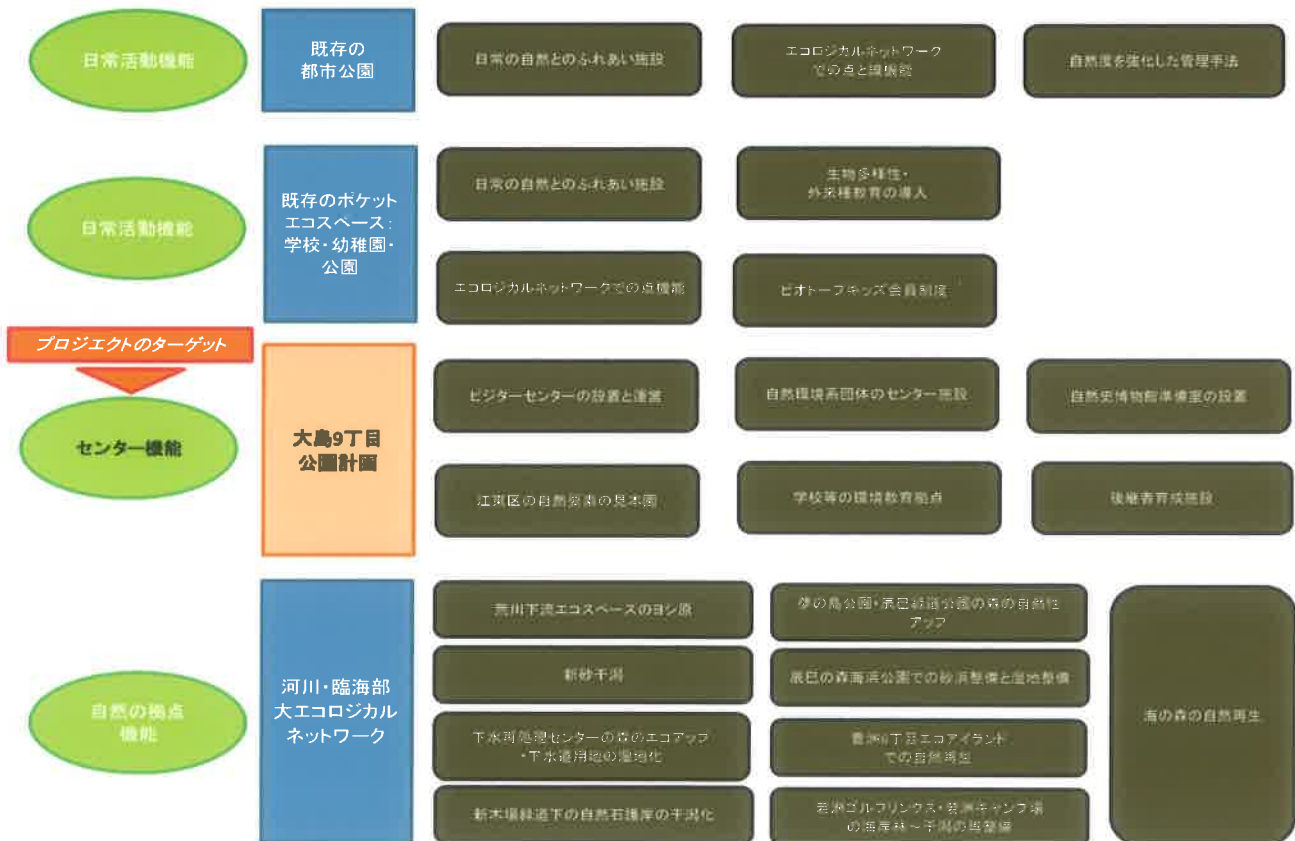 日常活動機能
既存の
都市公園
日常の自然とのふれあい施設
エコロジカルネットワーク
での点と線機能
自然度を強化した管理手法
日常活動機能
既存のポケット
エコスペース:
学校・幼稚園・
公園
日常の自然とのふれあい施設
生物多様性・
外来種教育の導入
エコロジカルネットワークでの点機能
ビオトープキッズ会員制度
プロジェクトのターゲット
センター機能
大島9丁目
公園計画
ビジターセンターの設置と運営
自然環境系団体のセンター施設
自然史博物館準備室の設置
江東区の自然要素の見本園
学校等の環境教育拠点
後継者育成施設
自然の拠点
機能
河川・臨海部
大エコロジカル
ネットワーク
荒川下流エコスペースのヨシ原
夢の島公園・辰巳緑道公園の森の自然性
アップ
新砂干潟
辰巳の森海浜公園での砂浜整備と湿地整備
海の森の自然再生
下水再処理センターの森のエコアップ
・下水道用地の湿地化
豊洲6丁目エコアイランド
での自然再生
新木場緑道下の自然石護岸の干潟化
若洲ゴルフリンクス・若洲キャンプ場
の海岸林～干潟の再整備